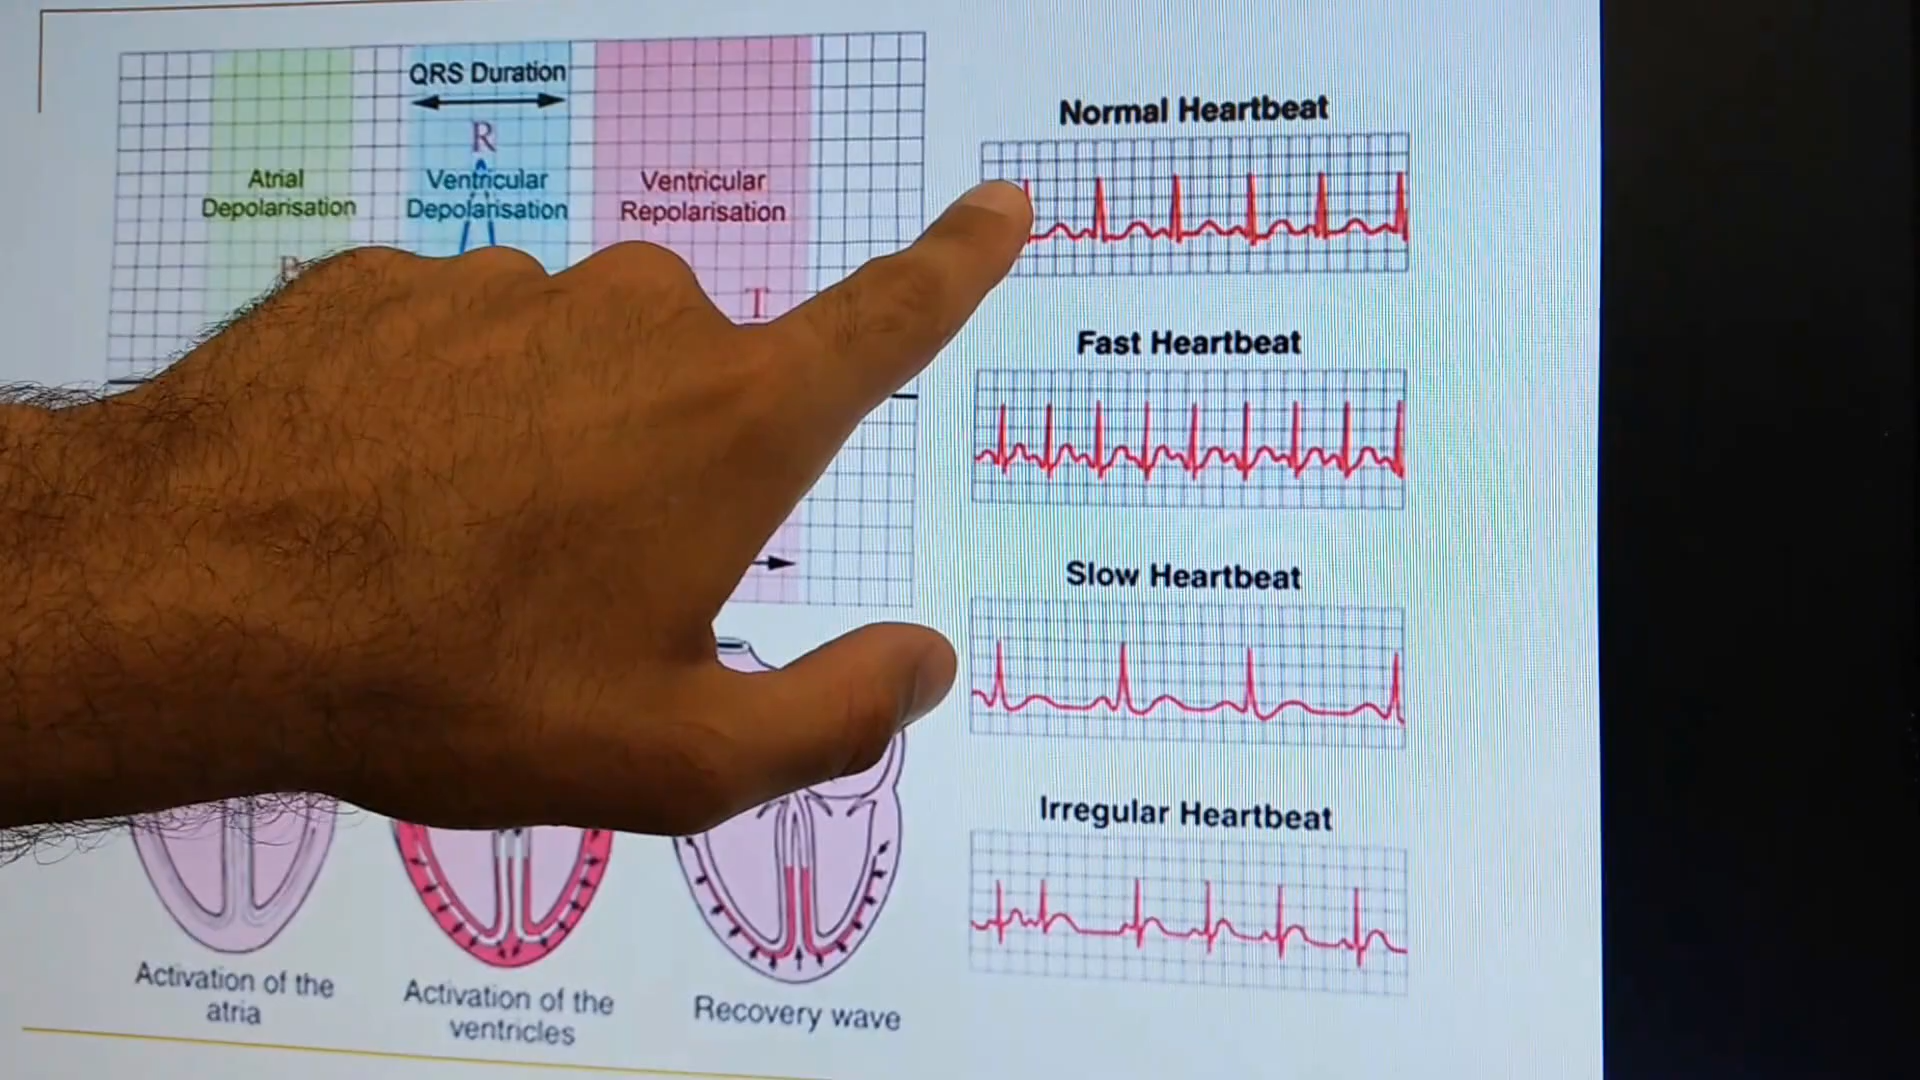 QRS Duration
R
Atrial
Depolarisation
Ventricular
Depolarisation
Ventricular
Repolarisation
P
T
Normal Heartbeat
Fast Heartbeat
Slow Heartbeat
Irregular Heartbeat
Activation of the
atria
Activation of the
ventricles
Recovery wave